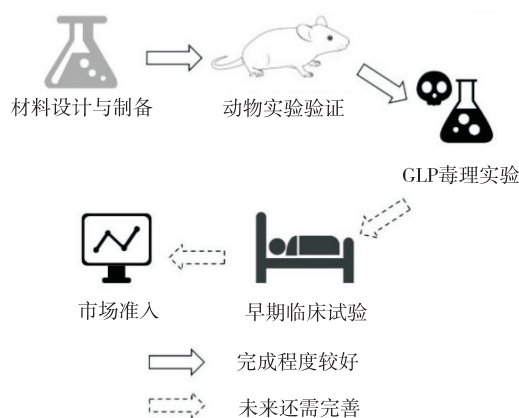 材料设计与制备
动物实验验证
GLP毒理实验
市场准入
早期临床试验
完成程度较好
未来还需完善